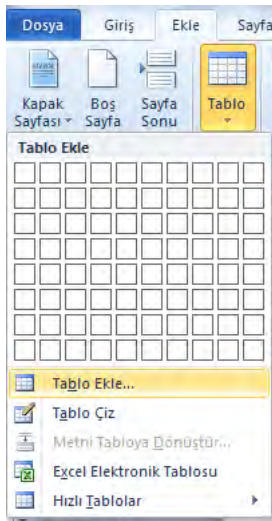 Dosya Giriş Ekle Sayfa
Kapak Boş Sayfa Tablo
Sayfası Sayfa Sonu
Tablo Ekle
Tablo Ekle...
Tablo Çiz
Metni Tabloya Dönüştür...
Excel Elektronik Tablosu
Hızlı Tablolar